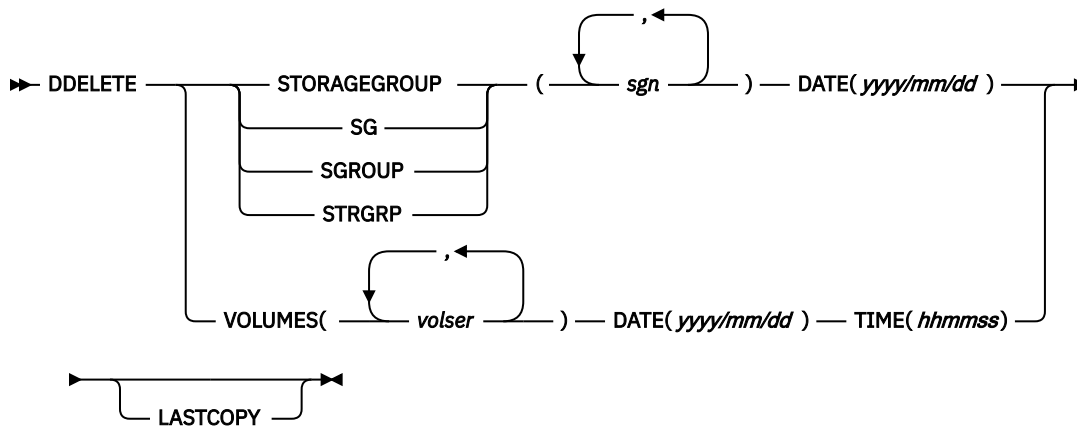 ,
DDELETE STORAGEGROUP ( sgn ) DATE( yyyy/mm/dd )
SG
SGROUP
STRGRP
,
VOLUMES( volser ) DATE( yyyy/mm/dd ) TIME( hhmmss)
LASTCOPY